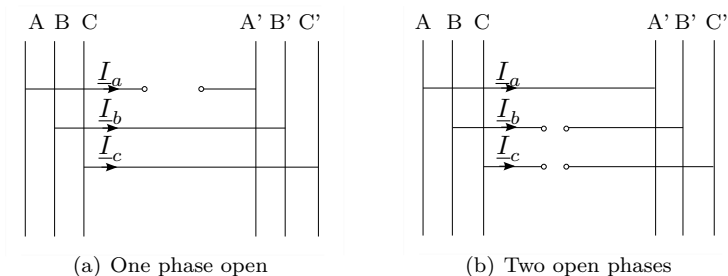 A B C A' B' C'
I_a
I_b
I_c
(a) One phase open
A B C A' B' C'
I_a
I_b
I_c
(b) Two open phases